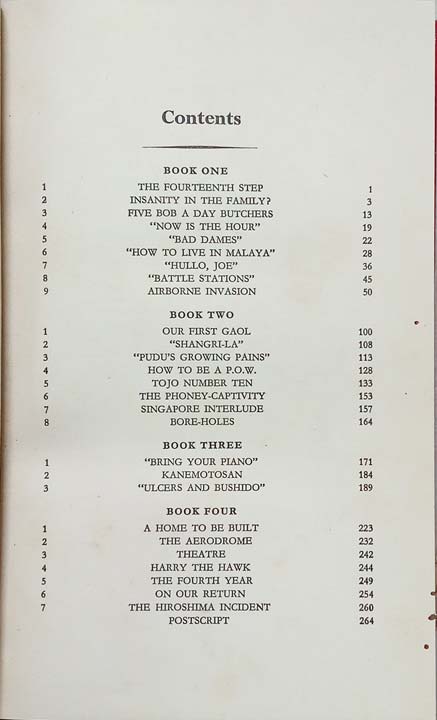 Contents
BOOK ONE
1 THE FOURTEENTH STEP 1
2 INSANITY IN THE FAMILY? 3
3 FIVE BOB A DAY BUTCHERS 13
4 "NOW IS THE HOUR" 19
5 "BAD DAMES" 22
6 "HOW TO LIVE IN MALAYA" 28
7 "HULLO, JOE" 36
8 "BATTLE STATIONS" 45
9 AIRBORNE INVASION 50
BOOK TWO
1 OUR FIRST GAOL 100
2 "SHANGRI-LA" 108
3 "PUDU'S GROWING PAINS" 113
4 HOW TO BE A P.O.W. 128
5 TOJO NUMBER TEN 133
6 THE PHONEY-CAPTIVITY 153
7 SINGAPORE INTERLUDE 157
8 BORE-HOLES 164
BOOK THREE
1 "BRING YOUR PIANO" 171
2 KANEMOTOSAN 184
3 "ULCERS AND BUSHIDO" 189
BOOK FOUR
1 A HOME TO BE BUILT 223
2 THE AERODROME 232
3 THEATRE 242
4 HARRY THE HAWK 244
5 THE FOURTH YEAR 249
6 ON OUR RETURN 254
7 THE HIROSHIMA INCIDENT 260
POSTSCRIPT 264